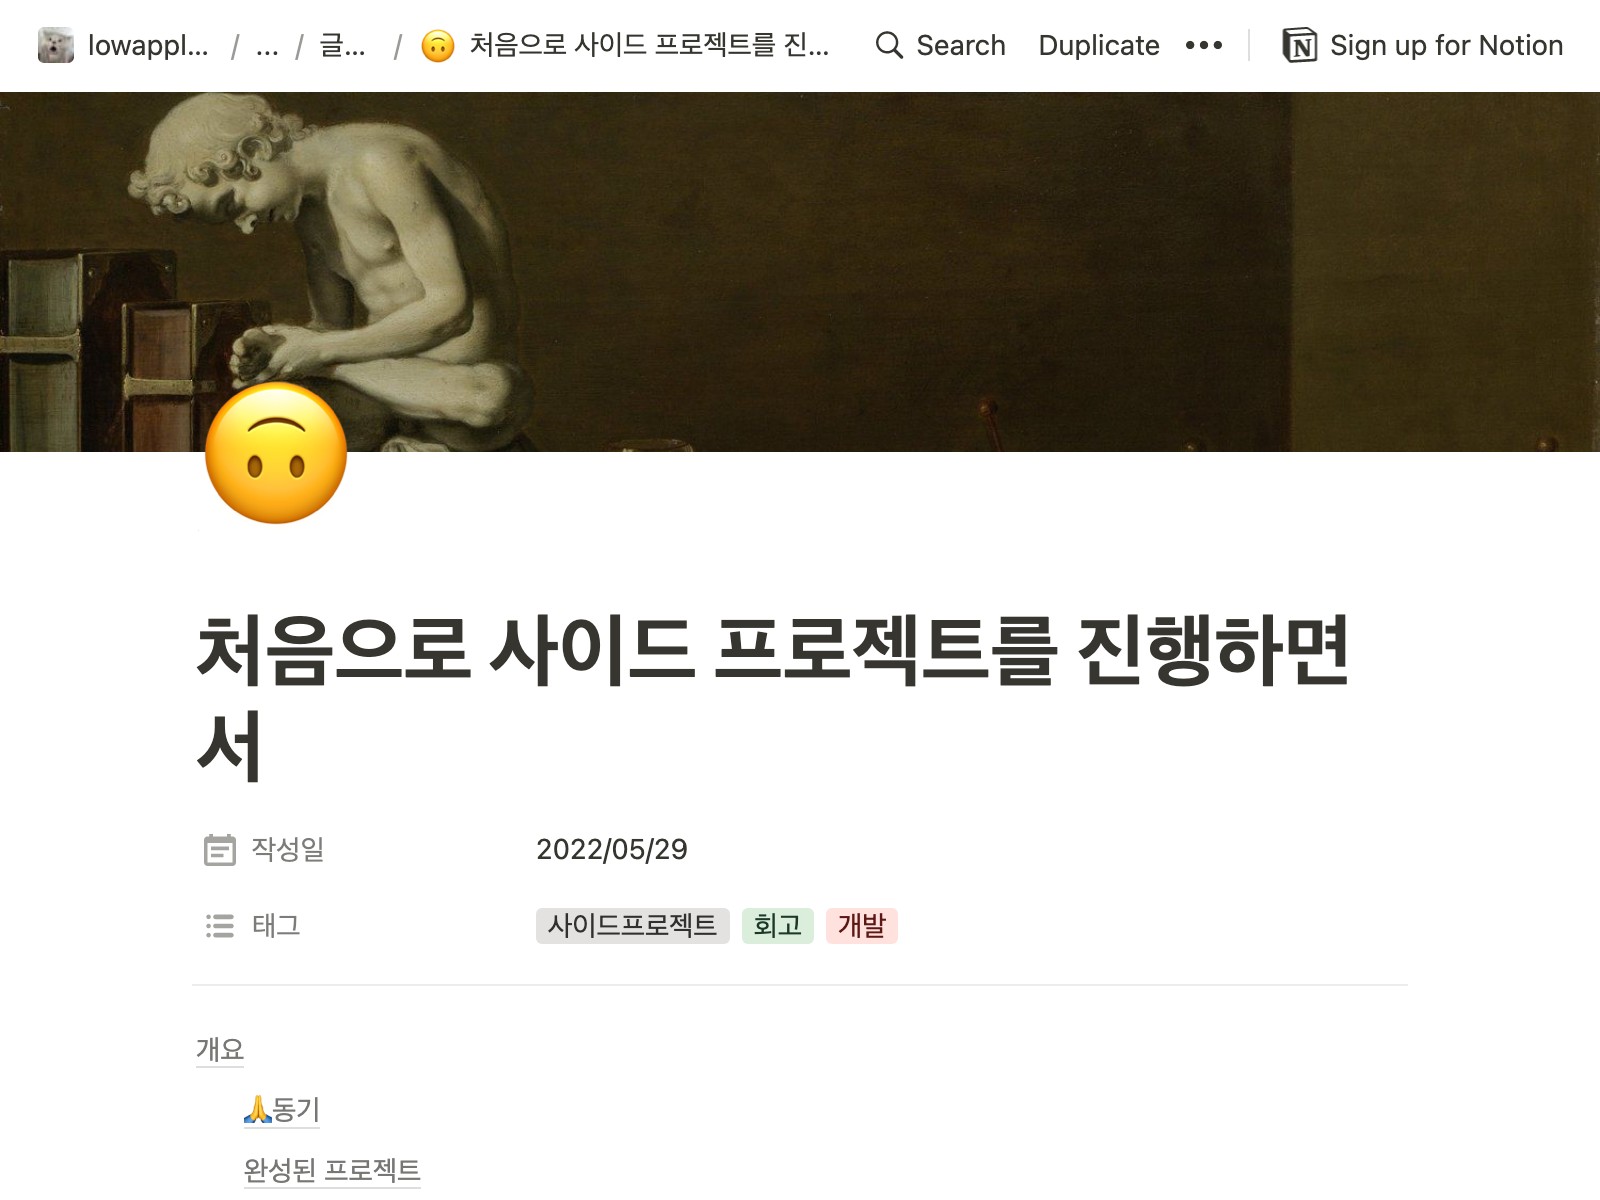 lowappl... / ... / 글... / 처음으로 사이드 프로젝트를 진... Search Duplicate ••• Sign up for Notion
처음으로 사이드 프로젝트를 진행하면
서
작성일 2022/05/29
태그 사이드프로젝트 회고 개발
개요
🙏동기
완성된 프로젝트